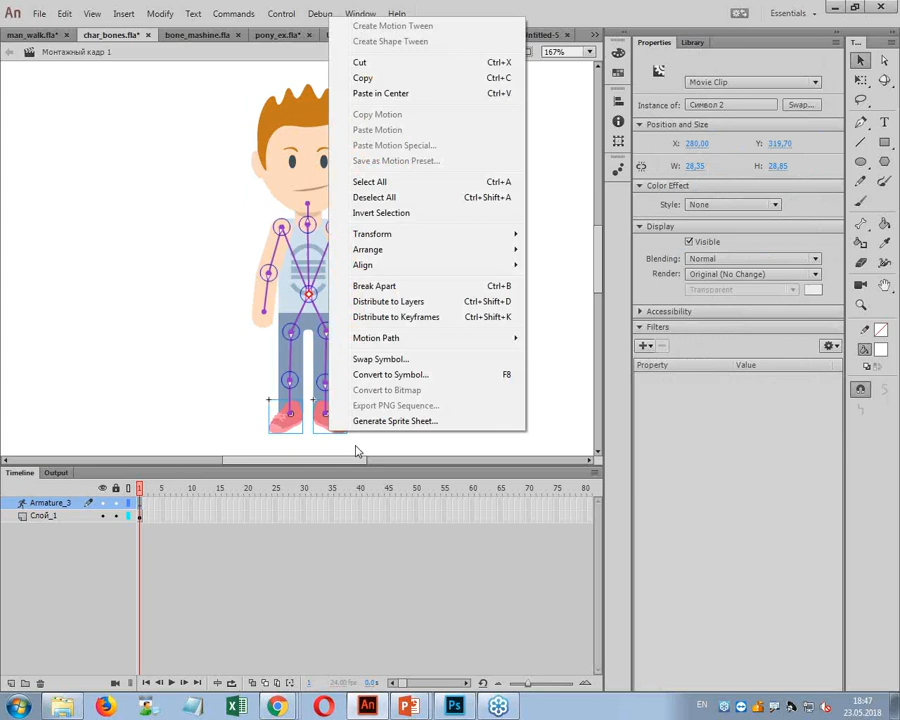 An File Edit View Insert Modify Text Commands Control Debug Window Help Essentials
man_walk.fla* × char_bones.fla* × bone_machine.fla × pony_ex.fla* × Untitled-5 ×
Монтажный кадр 1 167%
Create Motion Tween
Create Shape Tween
Cut Ctrl+X
Copy Ctrl+C
Paste in Center Ctrl+V
Copy Motion
Paste Motion
Paste Motion Special...
Save as Motion Preset...
Select All Ctrl+A
Deselect All Ctrl+Shift+A
Invert Selection
Transform
Arrange
Align
Break Apart Ctrl+B
Distribute to Layers Ctrl+Shift+D
Distribute to Keyframes Ctrl+Shift+K
Motion Path
Swap Symbol...
Convert to Symbol... F8
Convert to Bitmap
Export PNG Sequence...
Generate Sprite Sheet...
Properties Library
Movie Clip
Instance of: Символ 2 Swap...
Position and Size
X: 280,00 Y: 319,70
W: 28,35 H: 28,85
Color Effect
Style: None
Display
Visible
Blending: Normal
Render: Original (No Change)
Transparent
Accessibility
Filters
Property Value
T...
Timeline Output
1 5 10 15 20 25 30 35 40 45 50 55 60 65 70 75 80
Armature_3
Слой_1
1 24.00 fps 0.0s
EN 18:47
23.05.2018